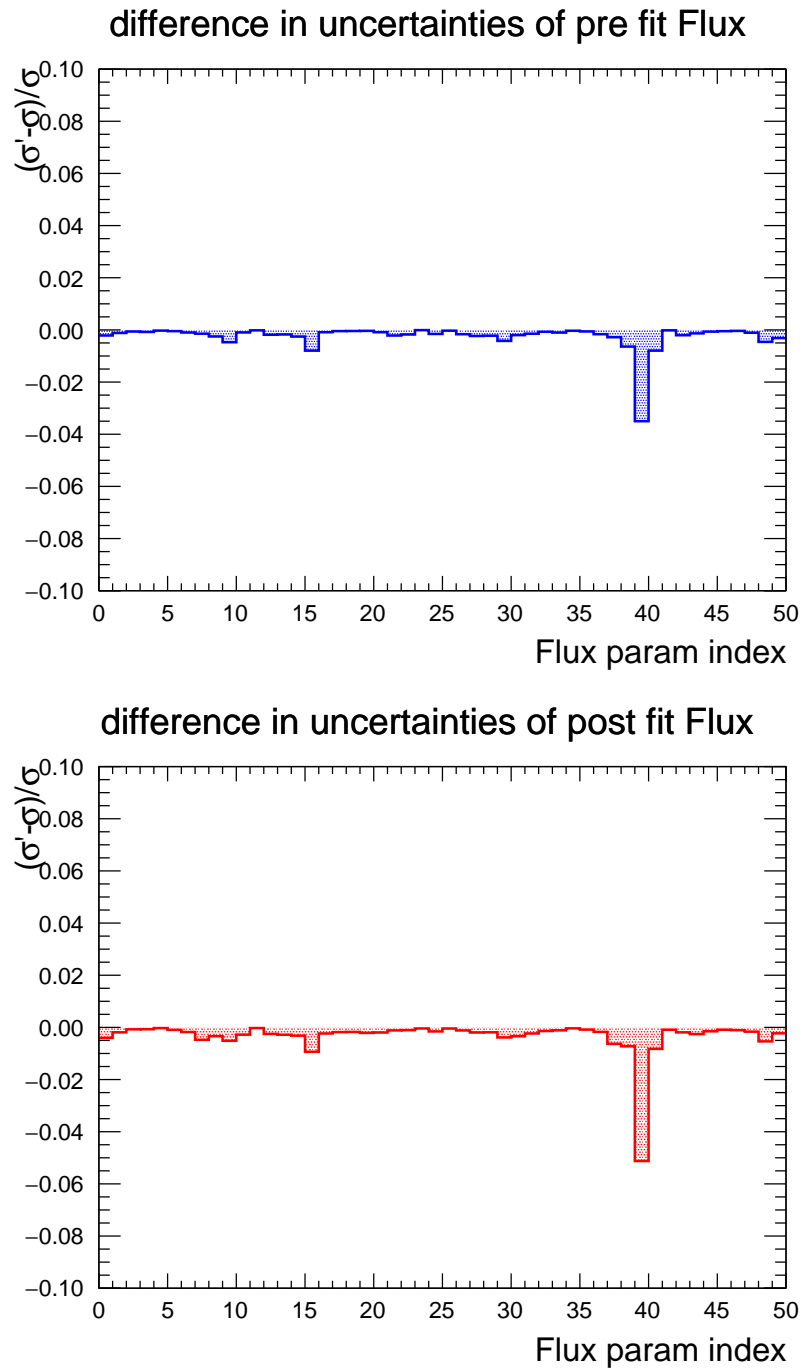 difference in uncertainties of pre fit Flux
(σ'-σ)/σ
0.10
0.08
0.06
0.04
0.02
0.00
−0.02
−0.04
−0.06
−0.08
−0.10
0 5 10 15 20 25 30 35 40 45 50
Flux param index
difference in uncertainties of post fit Flux
(σ'-σ)/σ
0.10
0.08
0.06
0.04
0.02
0.00
−0.02
−0.04
−0.06
−0.08
−0.10
0 5 10 15 20 25 30 35 40 45 50
Flux param index